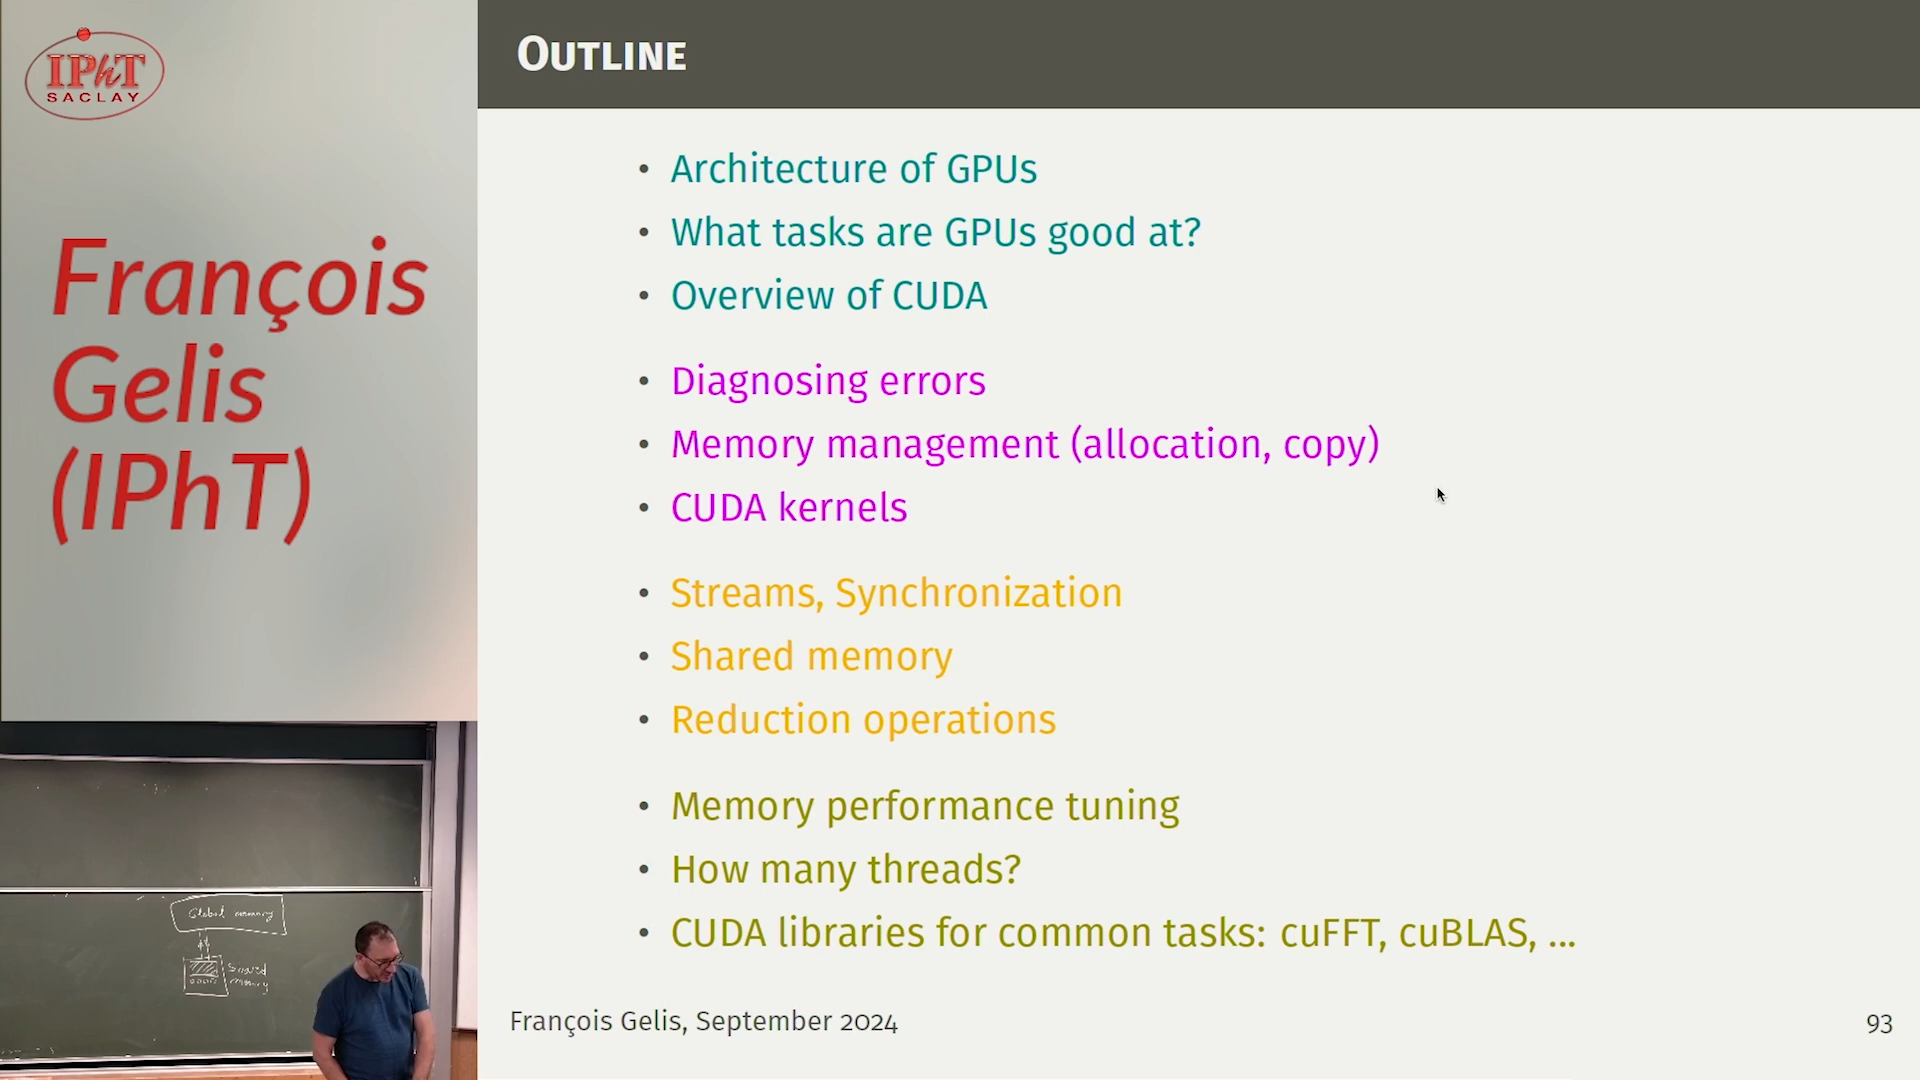 IPhT
SACLAY
François
Gelis
(IPhT)
Outline
• Architecture of GPUs
• What tasks are GPUs good at?
• Overview of CUDA
• Diagnosing errors
• Memory management (allocation, copy)
• CUDA kernels
• Streams, Synchronization
• Shared memory
• Reduction operations
• Memory performance tuning
• How many threads?
• CUDA libraries for common tasks: cuFFT, cuBLAS, ...
François Gelis, September 2024
93
Global memory
Shared
memory